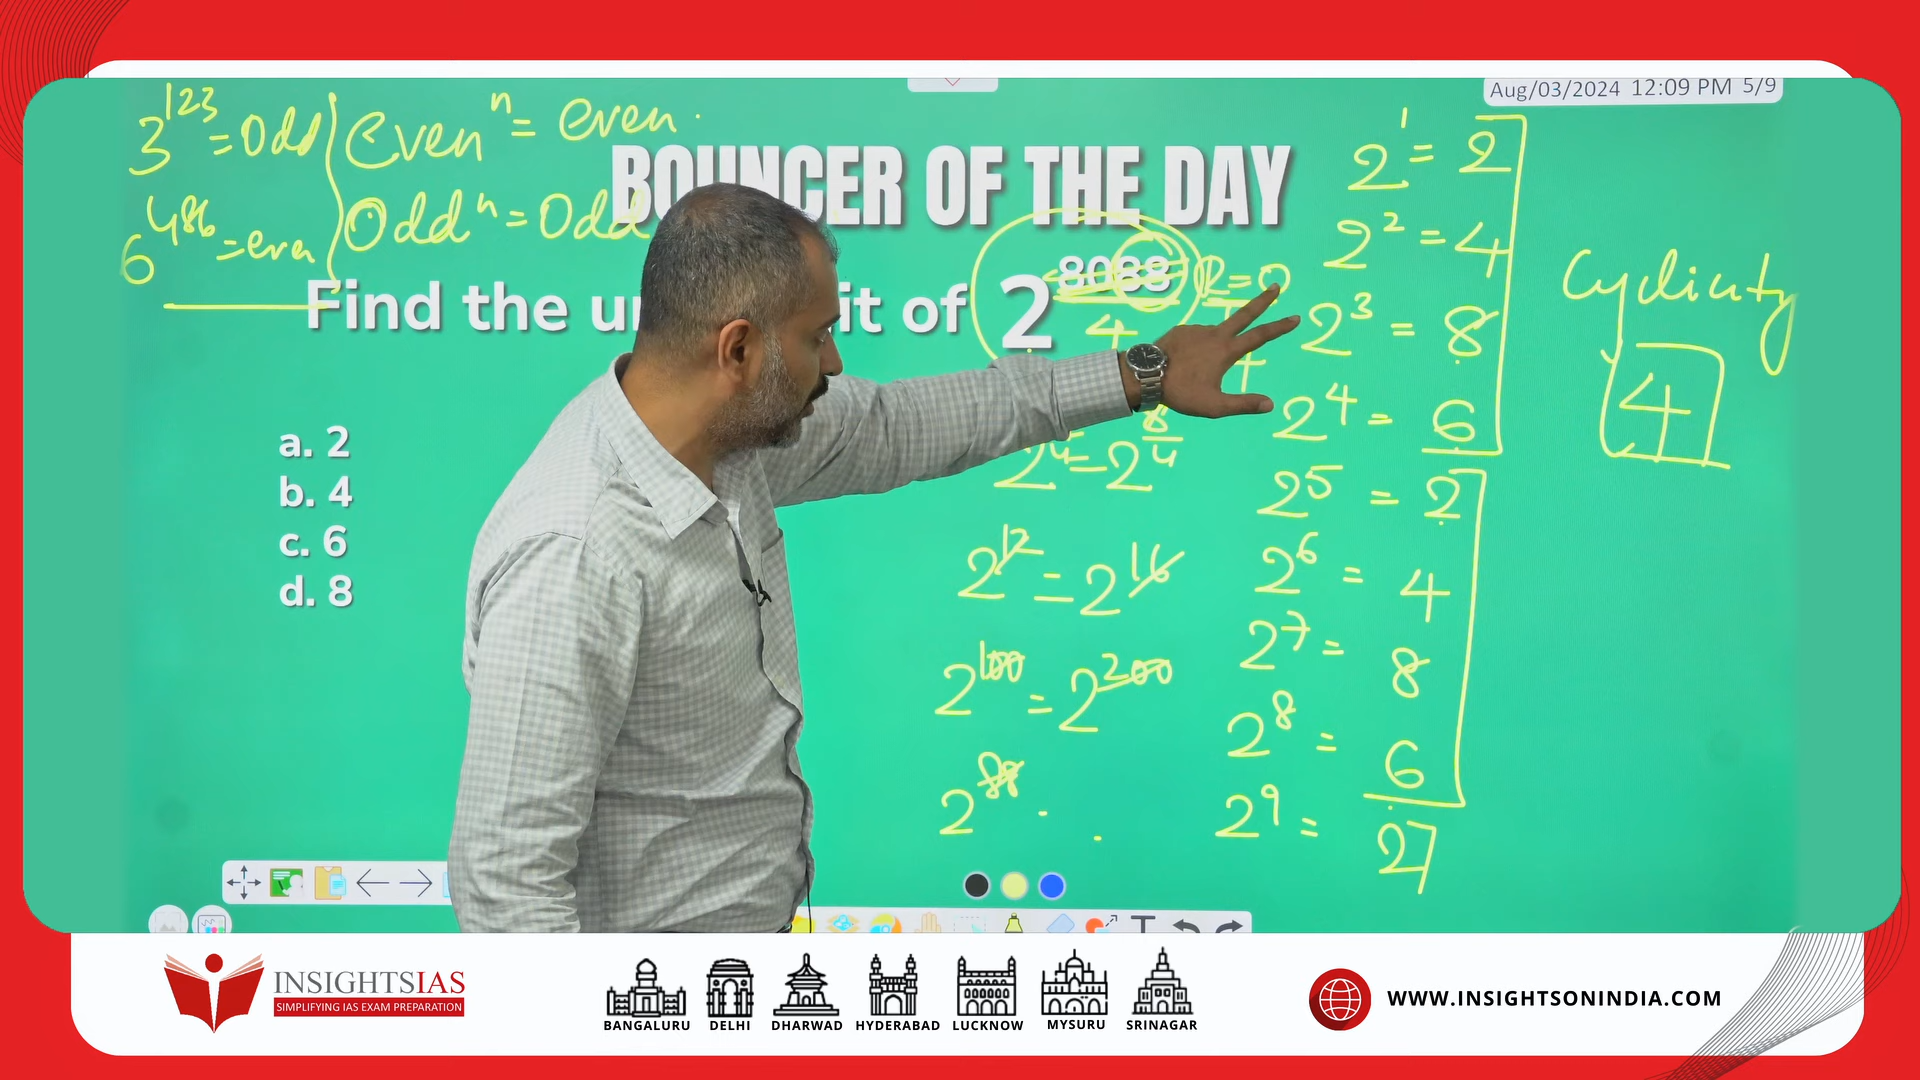 Aug/03/2024 12:09 PM 5/9
3^123 = Odd
6^486 = even
Even^n = even.
Odd^n = Odd
BOUNCER OF THE DAY
Find the un it of 2^8088
4
R=0
a. 2
b. 4
c. 6
d. 8
2^4 = 2^8
4
2^12 = 2^16
2^100 = 2^200
2^88 . .
2^1 = 2
2^2 = 4
2^3 = 8
2^4 = 6
2^5 = 2
2^6 = 4
2^7 = 8
2^8 = 6
2^9 = 2
Cyclicity
4
INSIGHTSIAS
SIMPLIFYING IAS EXAM PREPARATION
BANGALURU DELHI DHARWAD HYDERABAD LUCKNOW MYSURU SRINAGAR
WWW.INSIGHTSONINDIA.COM